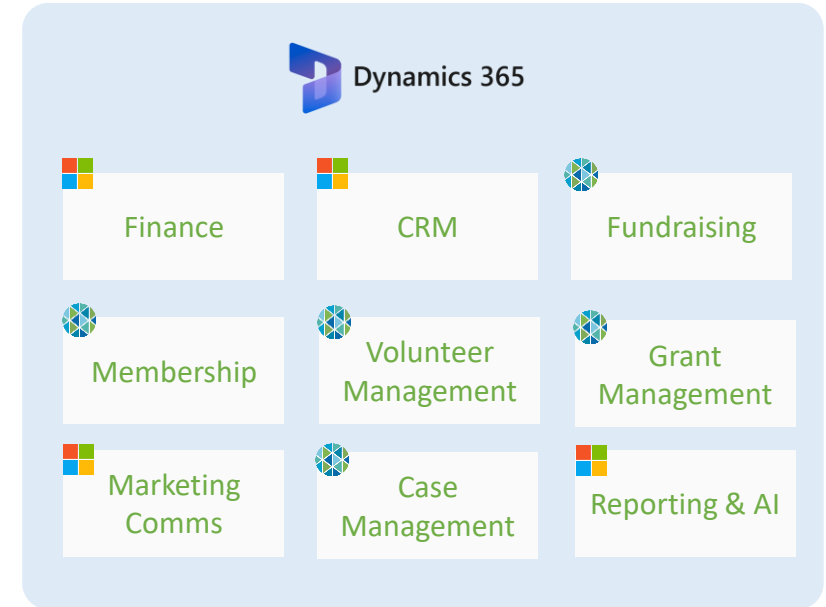 Dynamics 365
Finance
CRM
Fundraising
Membership
Volunteer
Management
Grant
Management
Marketing
Comms
Case
Management
Reporting & AI